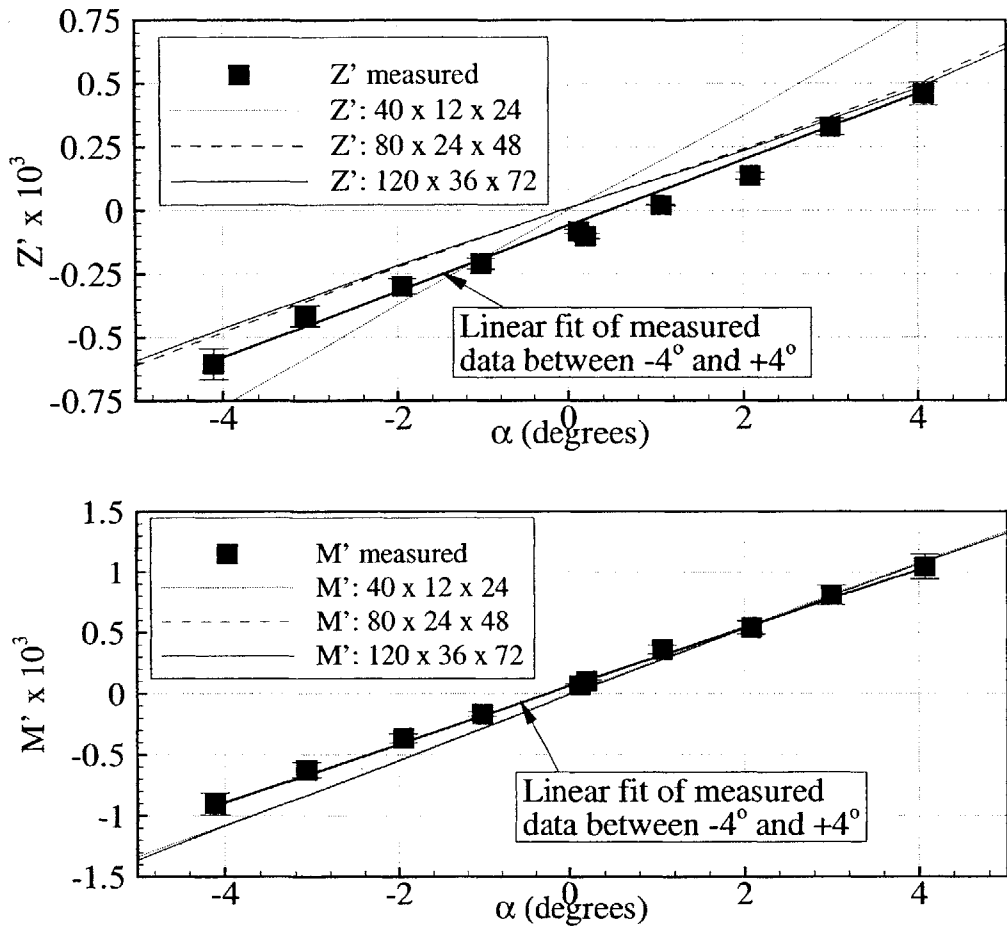 Z' x 10³
0.75
0.5
0.25
0
-0.25
-0.5
-0.75
Z' measured
Z': 40 x 12 x 24
Z': 80 x 24 x 48
Z': 120 x 36 x 72
Linear fit of measured
data between -4° and +4°
-4
-2
0
2
4
α (degrees)
M' x 10³
1.5
1
0.5
0
-0.5
-1
-1.5
M' measured
M': 40 x 12 x 24
M': 80 x 24 x 48
M': 120 x 36 x 72
Linear fit of measured
data between -4° and +4°
-4
-2
0
2
4
α (degrees)